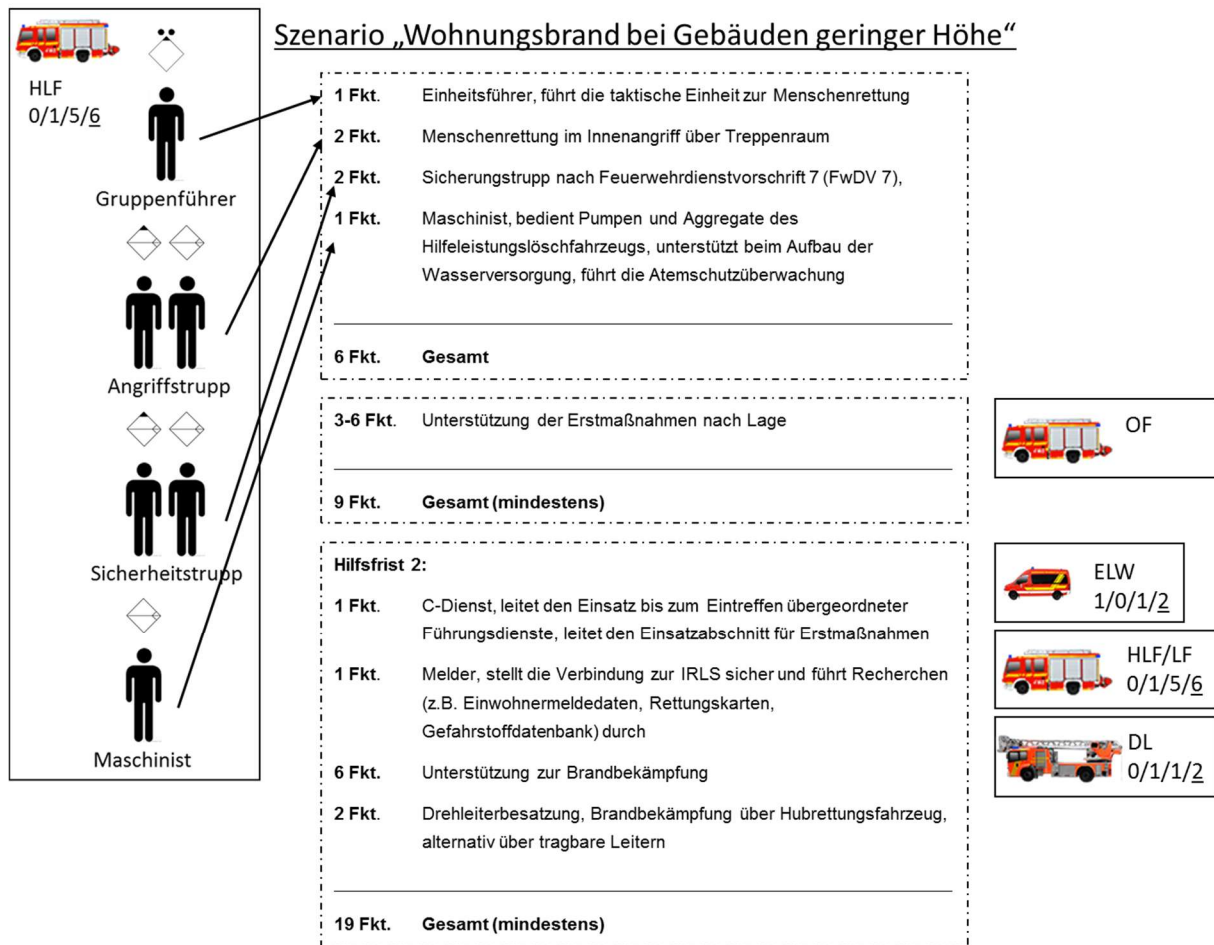 Szenario „Wohnungsbrand bei Gebäuden geringer Höhe“
HLF
0/1/5/6
Gruppenführer
Angriffstrupp
Sicherheitstrupp
Maschinist
1 Fkt. Einheitsführer, führt die taktische Einheit zur Menschenrettung
2 Fkt. Menschenrettung im Innenangriff über Treppenraum
2 Fkt. Sicherungstrupp nach Feuerwehrdienstvorschrift 7 (FwDV 7),
1 Fkt. Maschinist, bedient Pumpen und Aggregate des
Hilfeleistungslöschfahrzeugs, unterstützt beim Aufbau der
Wasserversorgung, führt die Atemschutzüberwachung
6 Fkt. Gesamt
3-6 Fkt. Unterstützung der Erstmaßnahmen nach Lage
9 Fkt. Gesamt (mindestens)
OF
Hilfsfrist 2:
1 Fkt. C-Dienst, leitet den Einsatz bis zum Eintreffen übergeordneter
Führungsdienste, leitet den Einsatzabschnitt für Erstmaßnahmen
1 Fkt. Melder, stellt die Verbindung zur IRLS sicher und führt Recherchen
(z.B. Einwohnermeldedaten, Rettungskarten,
Gefahrstoffdatenbank) durch
6 Fkt. Unterstützung zur Brandbekämpfung
2 Fkt. Drehleiterbesatzung, Brandbekämpfung über Hubrettungsfahrzeug,
alternativ über tragbare Leitern
19 Fkt. Gesamt (mindestens)
ELW
1/0/1/2
HLF/LF
0/1/5/6
DL
0/1/1/2